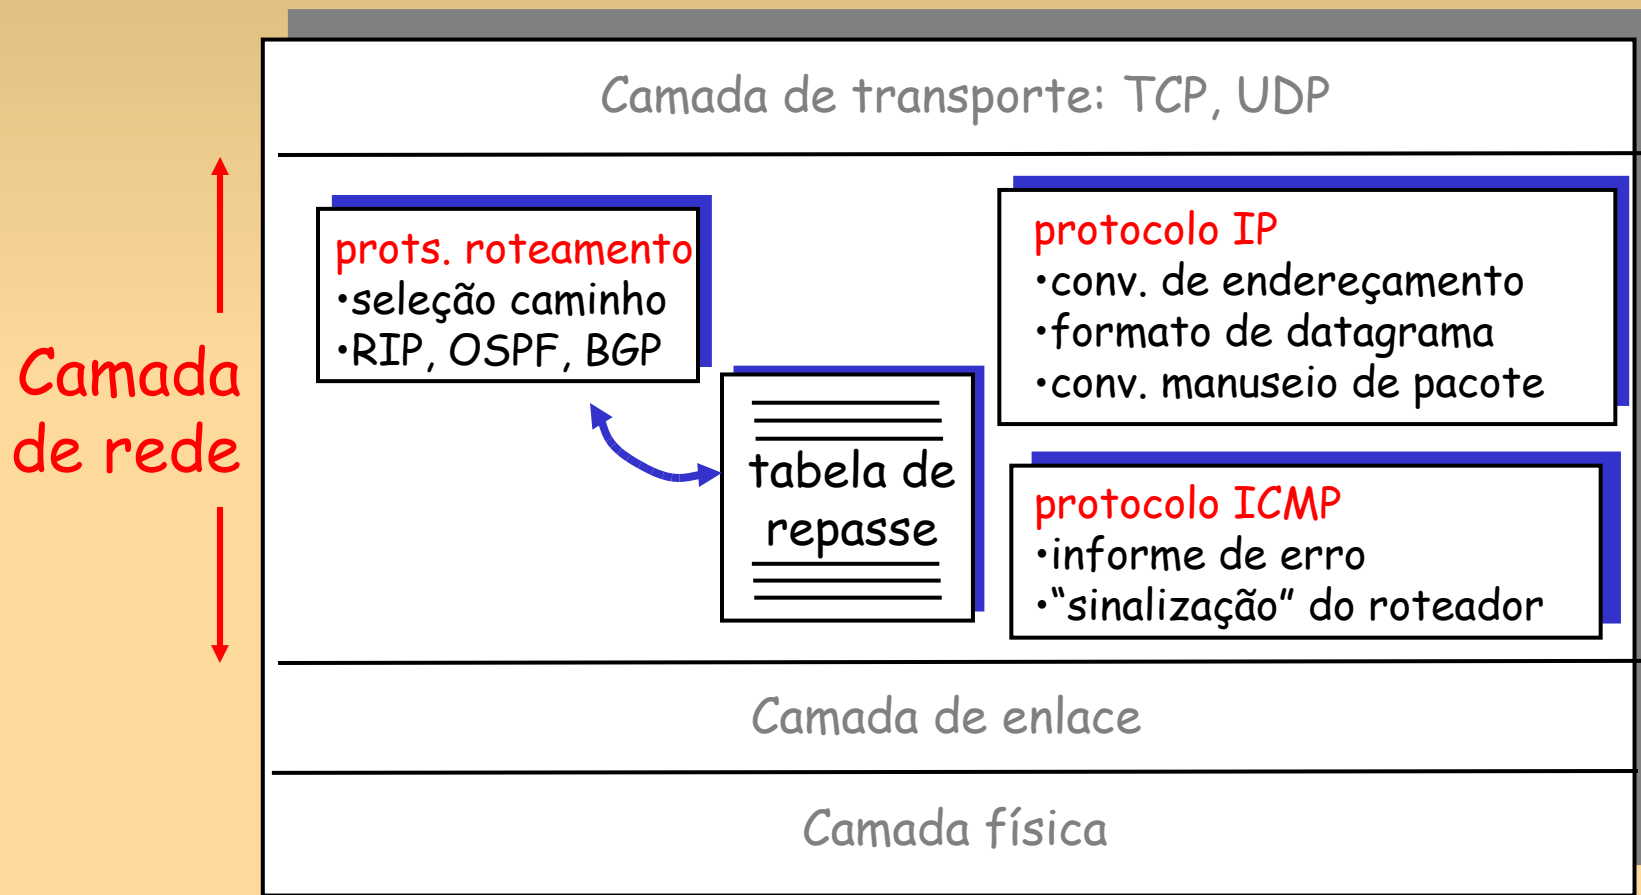 Camada de transporte: TCP, UDP
Camada
de rede
prots. roteamento
•seleção caminho
•RIP, OSPF, BGP
tabela de
repasse
protocolo IP
•conv. de endereçamento
•formato de datagrama
•conv. manuseio de pacote
protocolo ICMP
•informe de erro
•“sinalização” do roteador
Camada de enlace
Camada física